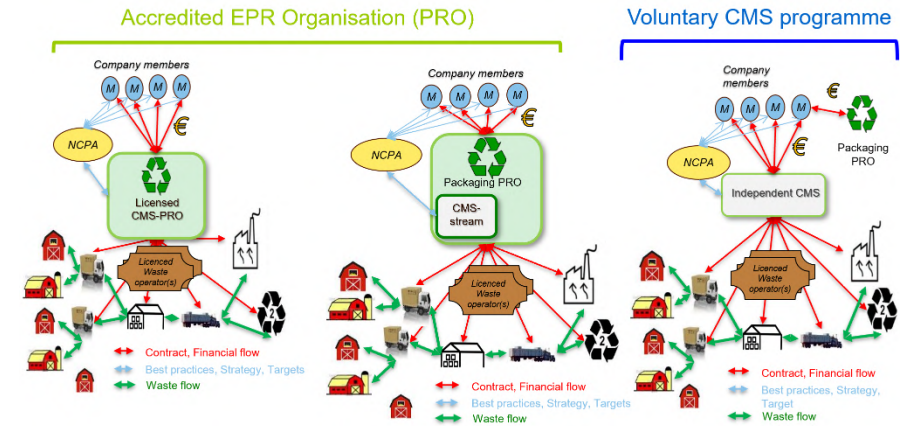 Accredited EPR Organisation (PRO)
Voluntary CMS programme
Company members
M M M M
€
NCPA
Licensed
CMS-PRO
Licenced
Waste
operator(s)
2
Contract, Financial flow
Best practices, Strategy, Targets
Waste flow
Company members
M M M M
€
NCPA
Packaging PRO
CMS-
stream
Licenced
Waste
operator(s)
2
Contract, Financial flow
Best practices, Strategy, Targets
Waste flow
Company
members
M M M M
€
€
Packaging
PRO
NCPA
Independent CMS
Licenced
Waste
operator(s)
2
Contract, Financial flow
Best practices, Strategy,
Target
Waste flow